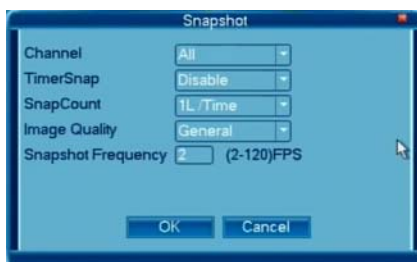 Snapshot
Channel All
TimerSnap Disable
SnapCount 1L /Time
Image Quality General
Snapshot Frequency 2 (2-120)FPS
OK Cancel